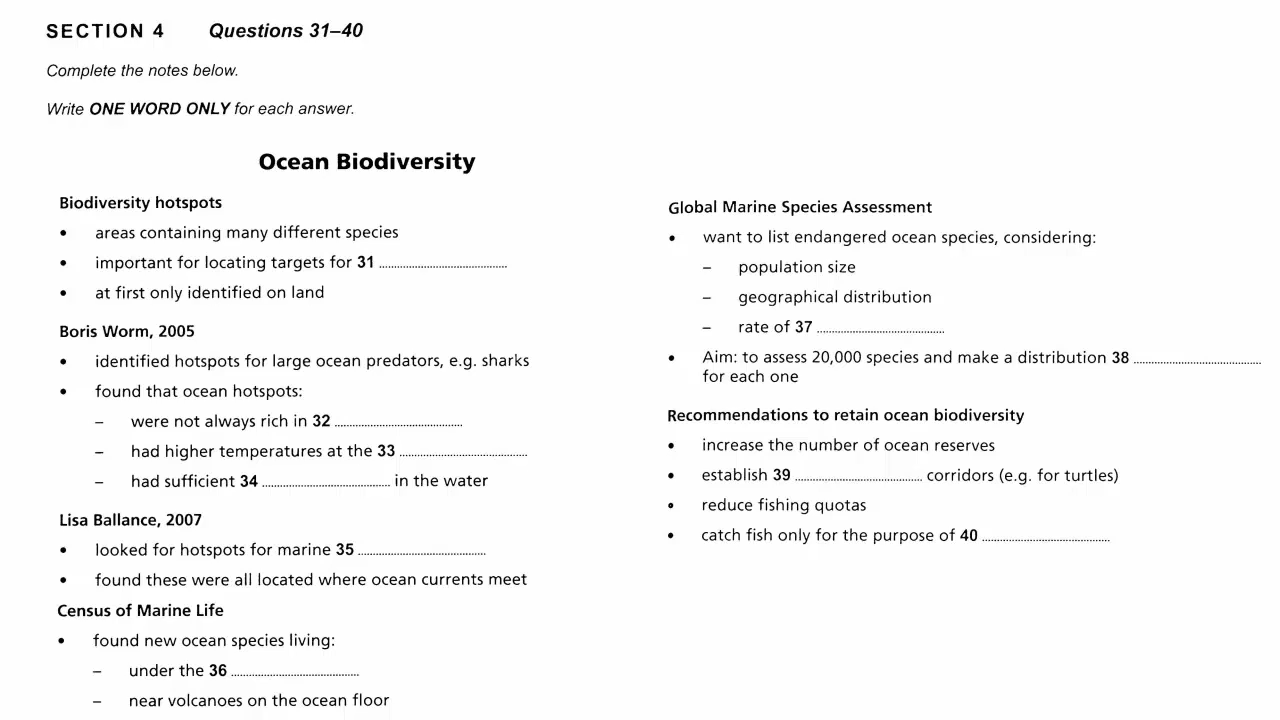 SECTION 4 Questions 31–40
Complete the notes below.
Write ONE WORD ONLY for each answer.
Ocean Biodiversity
Biodiversity hotspots
• areas containing many different species
• important for locating targets for 31 ..........................................
• at first only identified on land
Boris Worm, 2005
• identified hotspots for large ocean predators, e.g. sharks
• found that ocean hotspots:
– were not always rich in 32 ..........................................
– had higher temperatures at the 33 ..........................................
– had sufficient 34 .......................................... in the water
Lisa Ballance, 2007
• looked for hotspots for marine 35 ..........................................
• found these were all located where ocean currents meet
Census of Marine Life
• found new ocean species living:
– under the 36 ..........................................
– near volcanoes on the ocean floor
Global Marine Species Assessment
• want to list endangered ocean species, considering:
– population size
– geographical distribution
– rate of 37 ..........................................
• Aim: to assess 20,000 species and make a distribution 38 ..........................................
for each one
Recommendations to retain ocean biodiversity
• increase the number of ocean reserves
• establish 39 .......................................... corridors (e.g. for turtles)
• reduce fishing quotas
• catch fish only for the purpose of 40 ..........................................